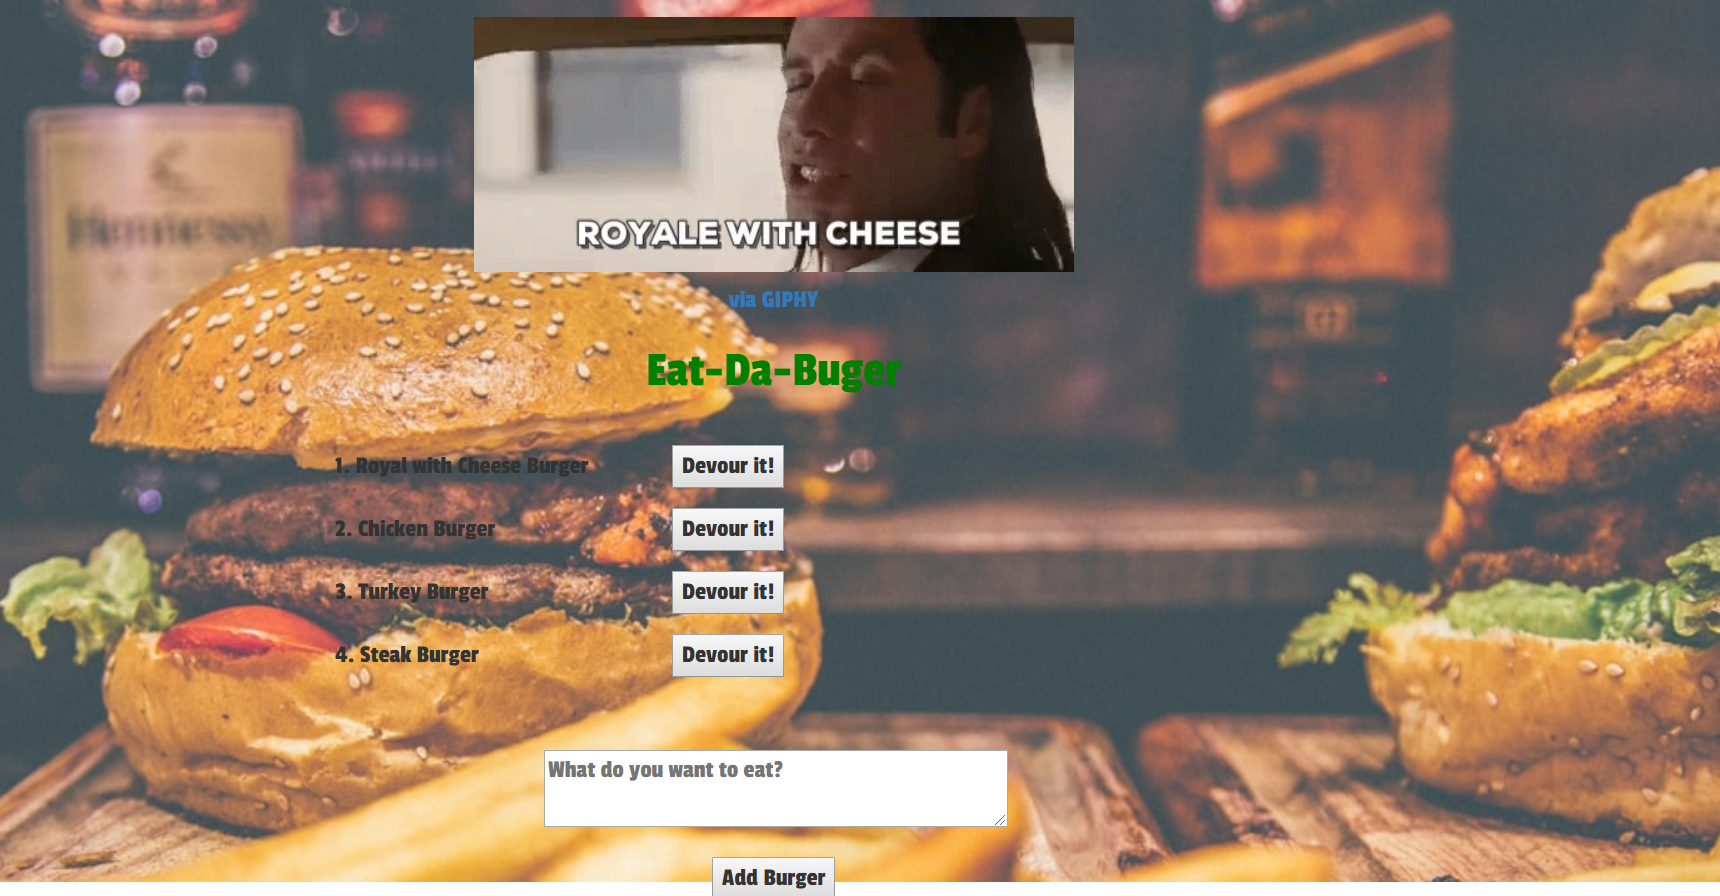 Hennessy
ROYALE WITH CHEESE
via GIPHY
Eat-Da-Buger
1. Royal with Cheese Burger
Devour it!
2. Chicken Burger
Devour it!
3. Turkey Burger
Devour it!
4. Steak Burger
Devour it!
What do you want to eat?
Add Burger